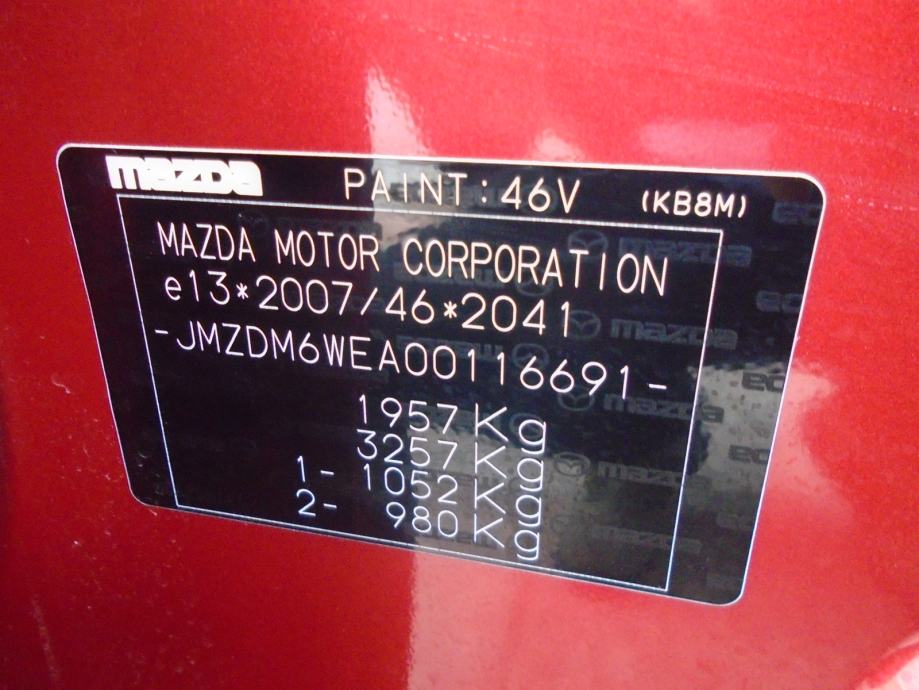 mazda PAINT:46V (KB8M)
MAZDA MOTOR CORPORATION
e13*2007/46*2041
-JMZDM6WEA00116691-
1957Kg
3257Kg
1- 1052Kg
2- 980Kg